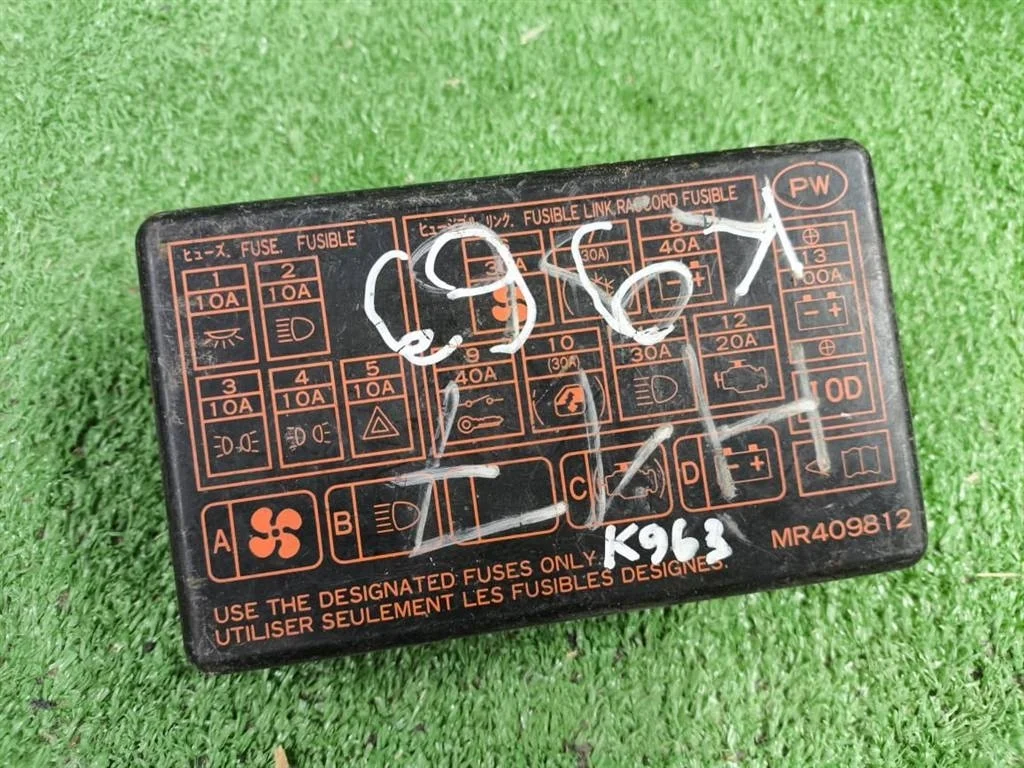 ヒューズ. FUSE. FUSIBLE
1
10A
2
10A
3
10A
4
10A
5
10A
ヒュージブル リンク. FUSIBLE LINK. RACCORD FUSIBLE
(30A)
8
40A
9
40A
10
(30A)
30A
12
20A
PW
13
100A
IOD
A
B
C
D
K963
MR409812
USE THE DESIGNATED FUSES ONLY.
UTILISER SEULEMENT LES FUSIBLES DESIGNES.